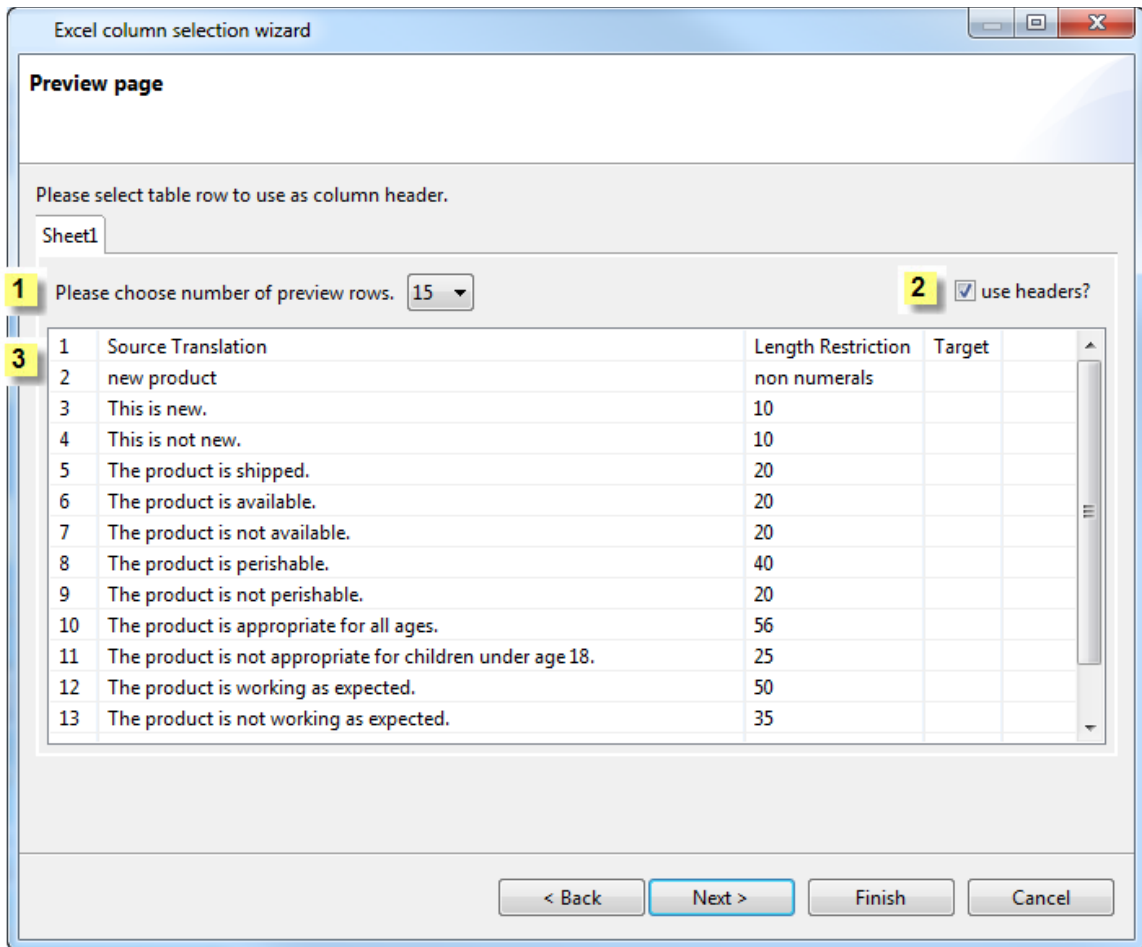 Excel column selection wizard
Preview page
Please select table row to use as column header.
Sheet1
1 Please choose number of preview rows. 15 2 use headers?
3
1 Source Translation Length Restriction Target
2 new product non numerals
3 This is new. 10
4 This is not new. 10
5 The product is shipped. 20
6 The product is available. 20
7 The product is not available. 20
8 The product is perishable. 40
9 The product is not perishable. 20
10 The product is appropriate for all ages. 56
11 The product is not appropriate for children under age 18. 25
12 The product is working as expected. 50
13 The product is not working as expected. 35
< Back Next > Finish Cancel